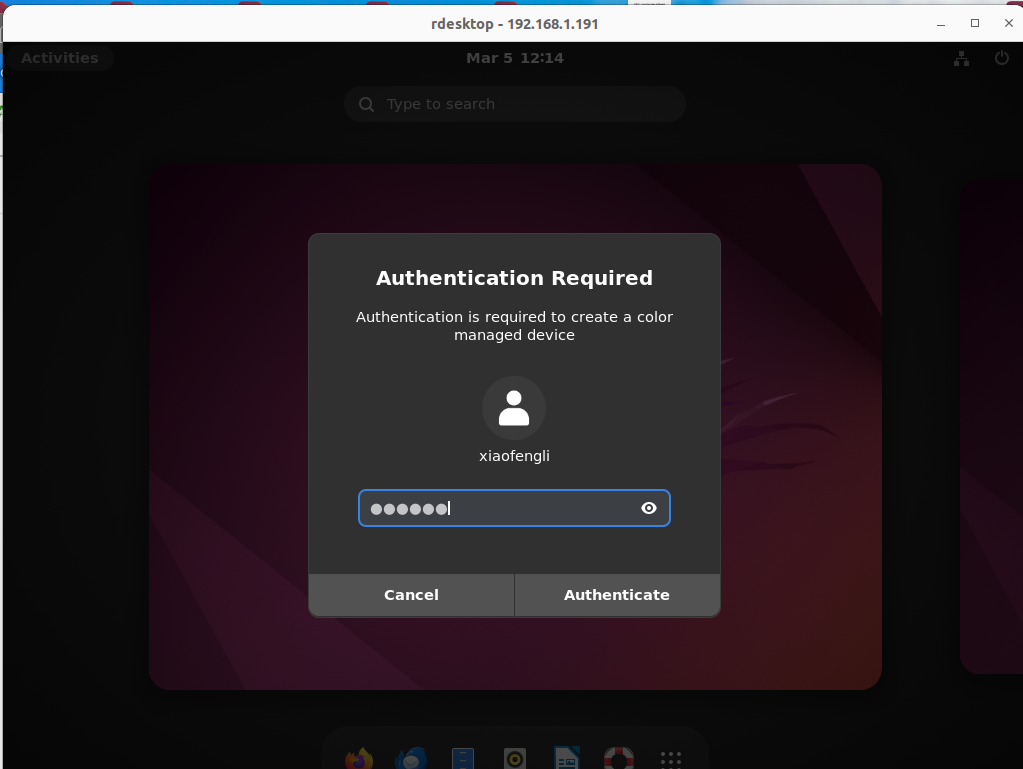 rdesktop - 192.168.1.191
Activities
Mar 5 12:14
Type to search
Authentication Required
Authentication is required to create a color
managed device
xiaofengli
Cancel
Authenticate